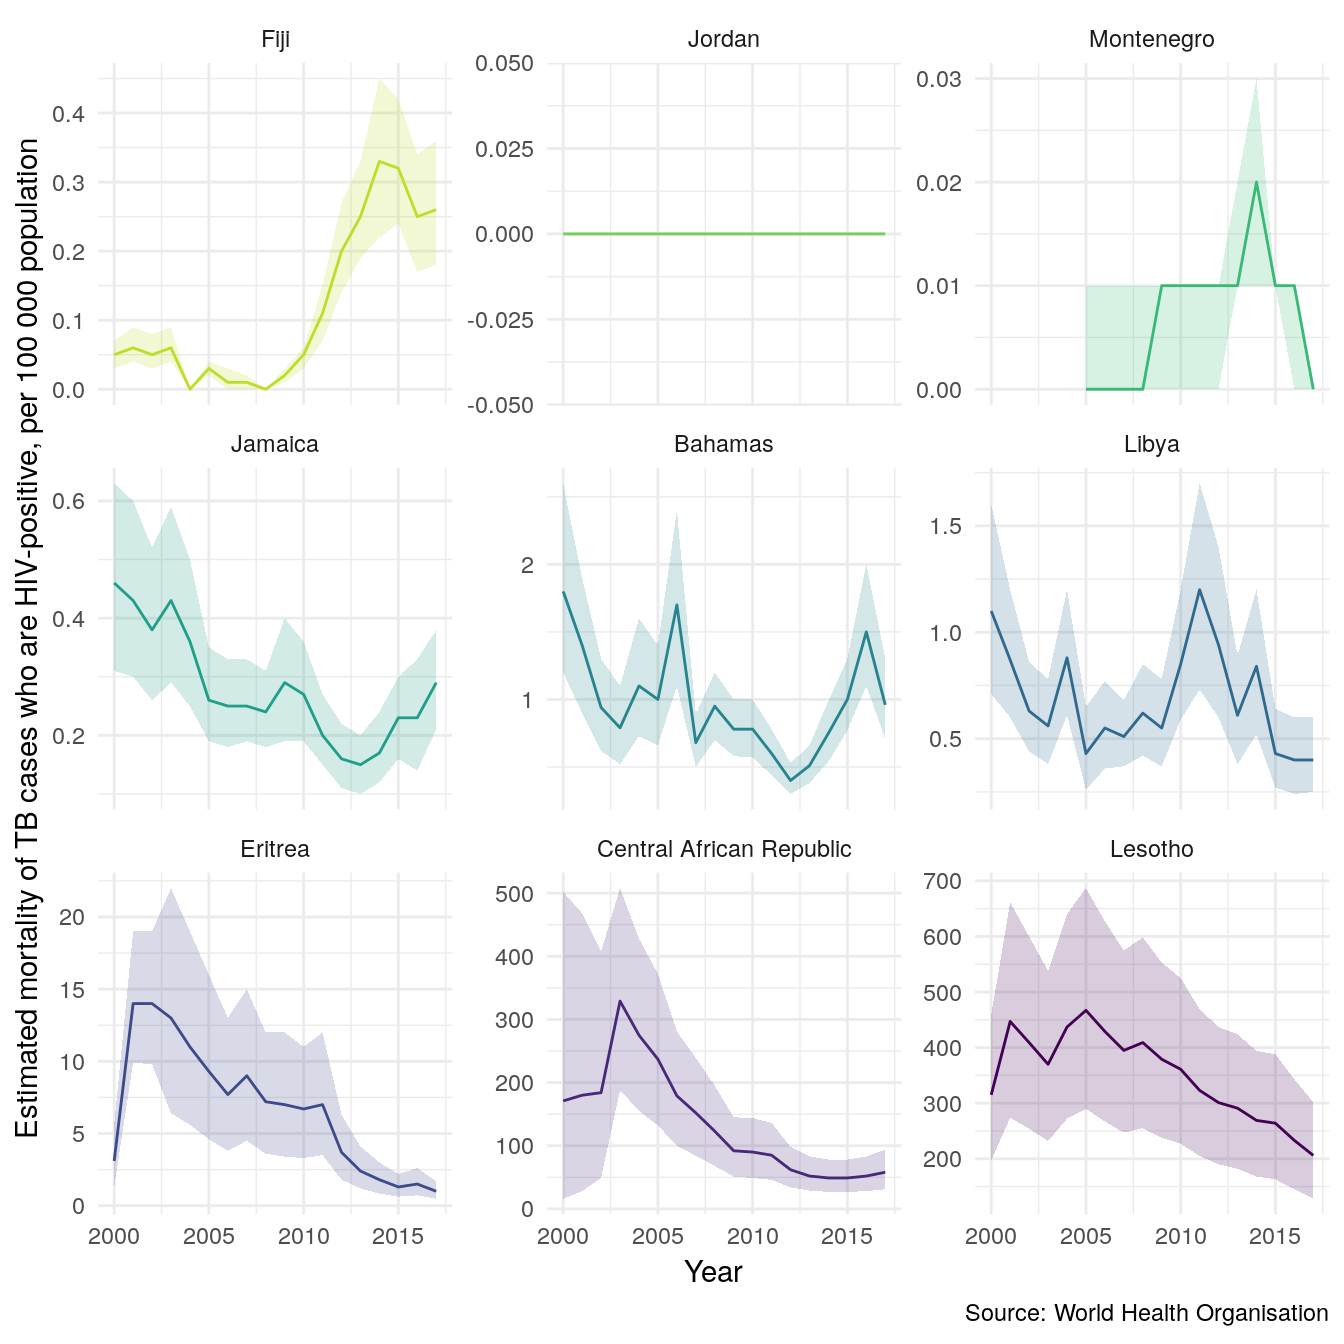 Estimated mortality of TB cases who are HIV-positive, per 100 000 population
Fiji
0.4
0.3
0.2
0.1
0.0
Jordan
0.050
0.025
0.000
-0.025
-0.050
Montenegro
0.03
0.02
0.01
0.00
Jamaica
0.6
0.4
0.2
Bahamas
2
1
Libya
1.5
1.0
0.5
Eritrea
20
15
10
5
0
2000 2005 2010 2015
Central African Republic
500
400
300
200
100
0
2000 2005 2010 2015
Lesotho
700
600
500
400
300
200
2000 2005 2010 2015
Year
Source: World Health Organisation